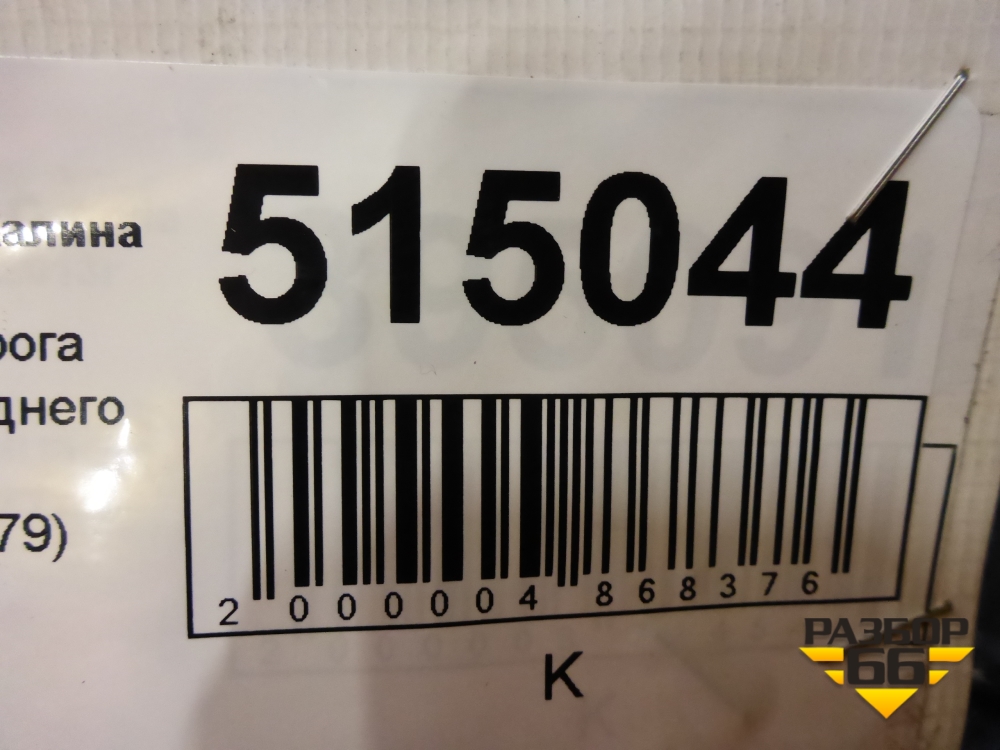 515044
алина
рога
днего
79)
2 000004 868376
К
РАЗБОР
66